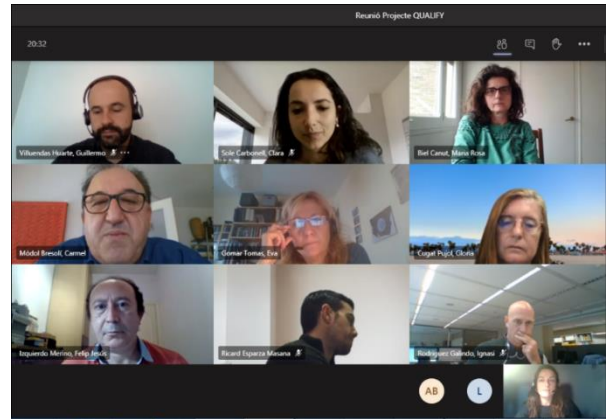 Reunió Projecte QUALIFY
20:32
Villuendas Huarte, Guillermo
Sole Carbonell, Clara
Biel Canut, Maria Rosa
Mòdol Bresolí, Carmel
Gomar Tomas, Eva
Cugat Pujol, Gloria
Izquierdo Merino, Felip Jesús
Ricard Esparza Masana
Rodríguez Galindo, Ignasi
AB
L